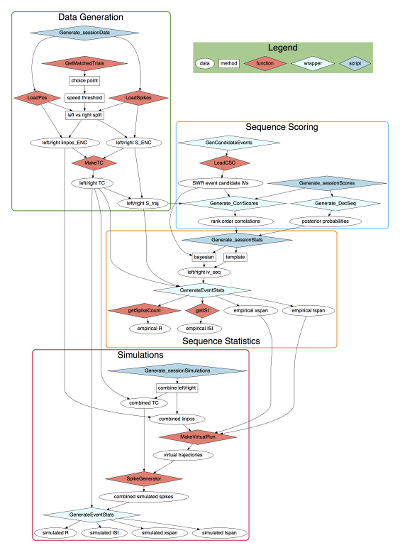 Data Generation
Generate_sessionData
GetMatchedTrials
choice point
LoadPos
speed threshold
LoadSpikes
left vs right split
left/right linpos_ENC
left/right S_ENC
MakeTC
left/right TC
left/right S_traj
Legend
data
method
function
wrapper
script
Sequence Scoring
GenCandidateEvents
LoadCSC
SWR event candidate IVs
Generate_sessionScores
Generate_CorrScores
Generate_DecSeq
rank order correlations
posterior probabilities
Generate_sessionStats
bayesian
template
left/right iv_seq
GenerateEventStats
getSpikeCount
getISI
empirical xspan
empirical tspan
empirical R
empirical ISI
Sequence Statistics
Simulations
Generate_sessionSimulations
combine left/right
combined TC
combined linpos
MakeVirtualRun
virtual trajectories
SpikeGenerator
combined simulated spikes
GenerateEventStats
simulated R
simulated ISI
simulated xspan
simulated tspan